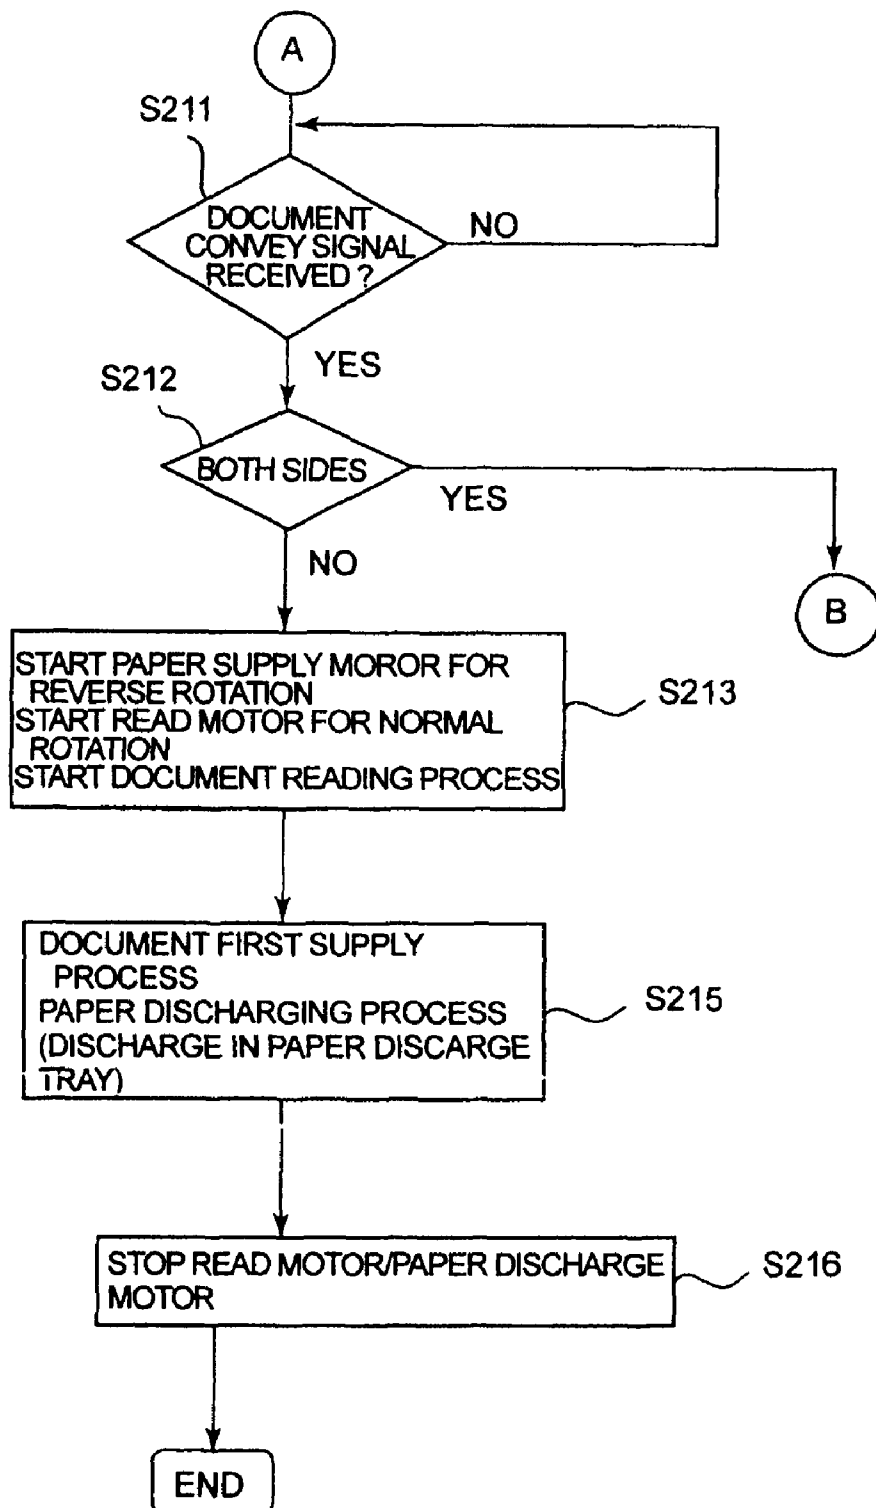 A
S211
DOCUMENT
CONVEY SIGNAL
RECEIVED ?
NO
YES
S212
BOTH SIDES
YES
NO
B
START PAPER SUPPLY MOROR FOR
REVERSE ROTATION
START READ MOTOR FOR NORMAL
ROTATION
START DOCUMENT READING PROCESS
S213
DOCUMENT FIRST SUPPLY
PROCESS
PAPER DISCHARGING PROCESS
(DISCHARGE IN PAPER DISCARGE
TRAY)
S215
STOP READ MOTOR/PAPER DISCHARGE
MOTOR
S216
END